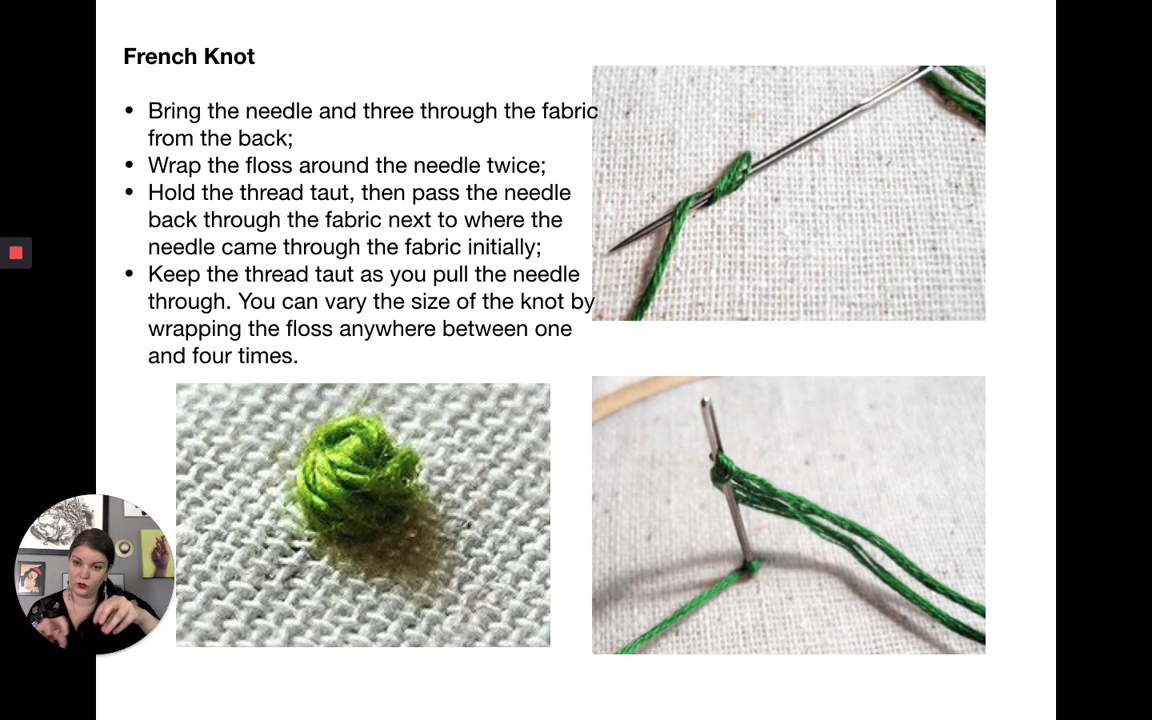 French Knot
• Bring the needle and three through the fabric
from the back;
• Wrap the floss around the needle twice;
• Hold the thread taut, then pass the needle
back through the fabric next to where the
needle came through the fabric initially;
• Keep the thread taut as you pull the needle
through. You can vary the size of the knot by
wrapping the floss anywhere between one
and four times.